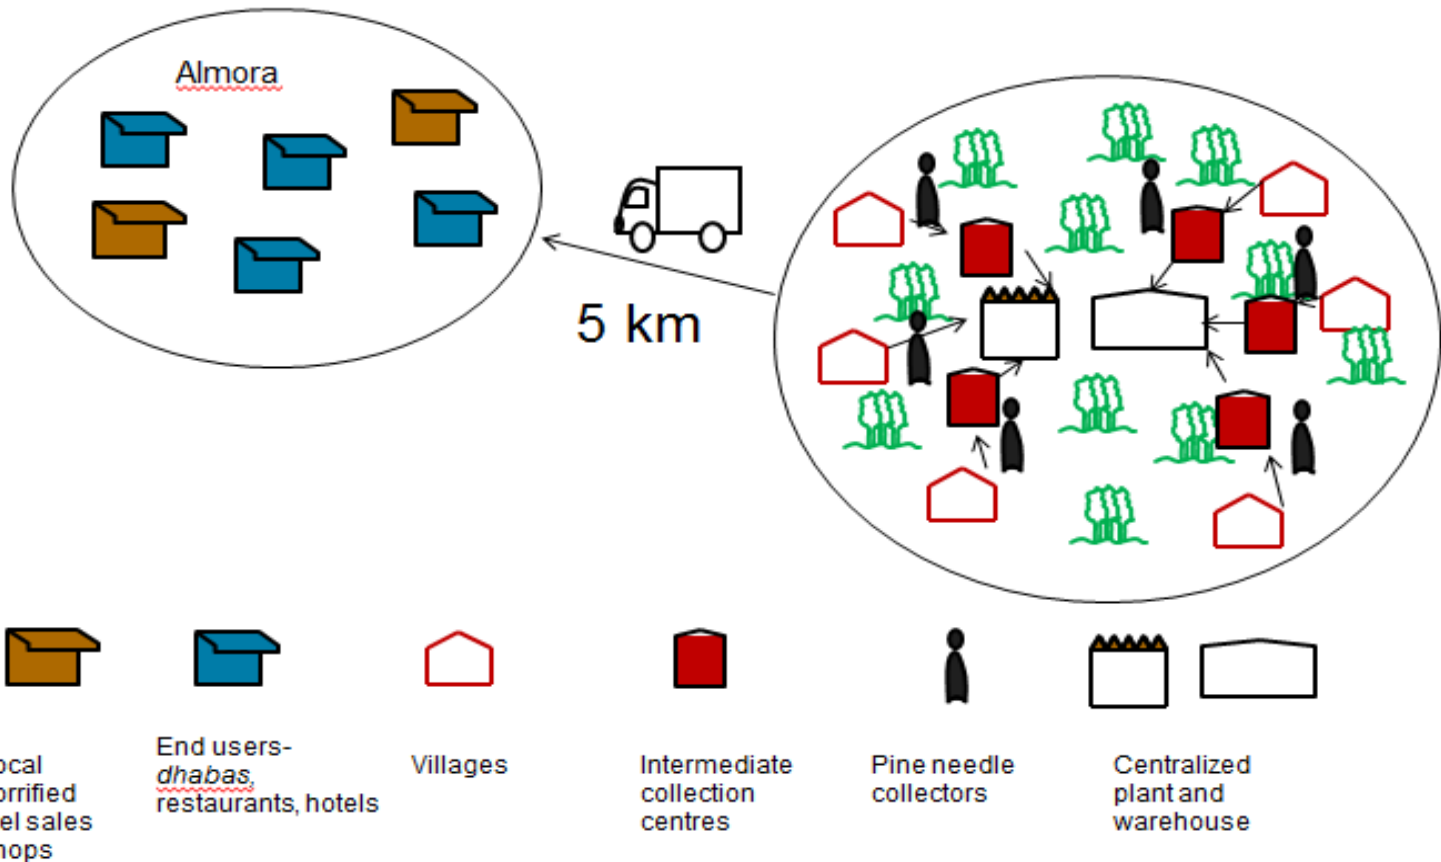 Almora
5 km
End users-
dhabas,
restaurants, hotels
Villages
Intermediate
collection
centres
Pine needle
collectors
Centralized
plant and
warehouse
sales